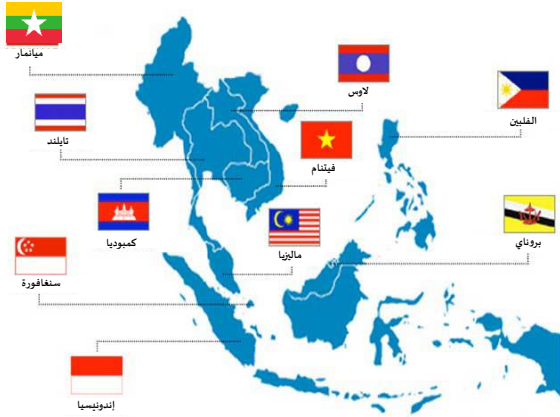 ميانمار
لاوس
الفلبين
تايلند
فيتنام
بروناي
كمبوديا
ماليزيا
سنغافورة
إندونيسيا